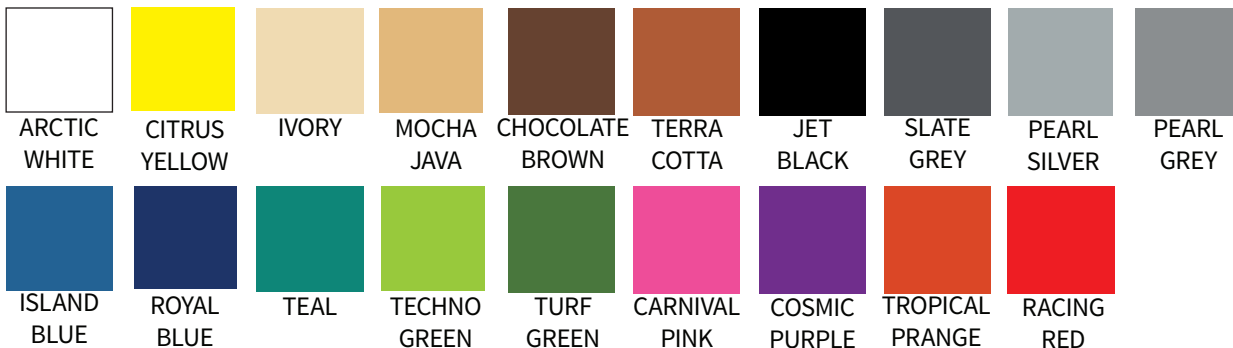 ARCTIC
WHITE
CITRUS
YELLOW
IVORY
MOCHA
JAVA
CHOCOLATE
BROWN
TERRA
COTTA
JET
BLACK
SLATE
GREY
PEARL
SILVER
PEARL
GREY
ISLAND
BLUE
ROYAL
BLUE
TEAL
TECHNO
GREEN
TURF
GREEN
CARNIVAL
PINK
COSMIC
PURPLE
TROPICAL
PRANGE
RACING
RED